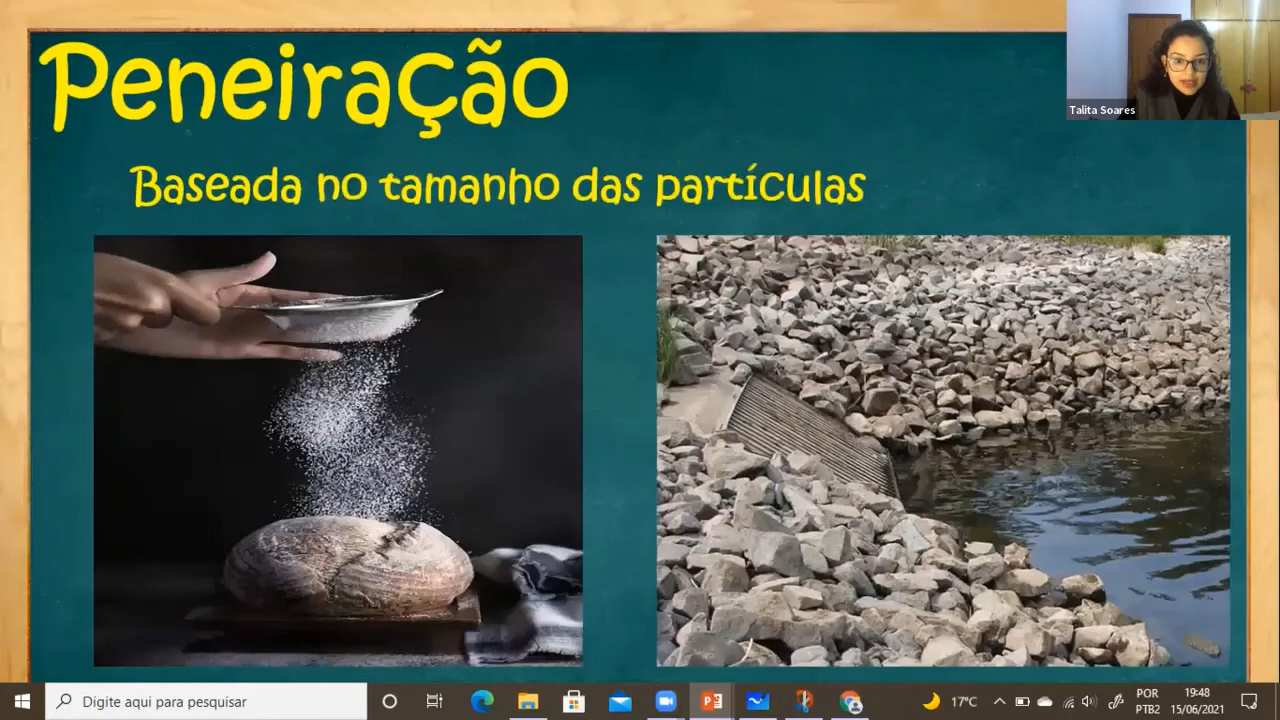 Peneiração
Talita Soares
Baseada no tamanho das partículas
Digite aqui para pesquisar
17°C
POR
PTB2
19:48
15/06/2021